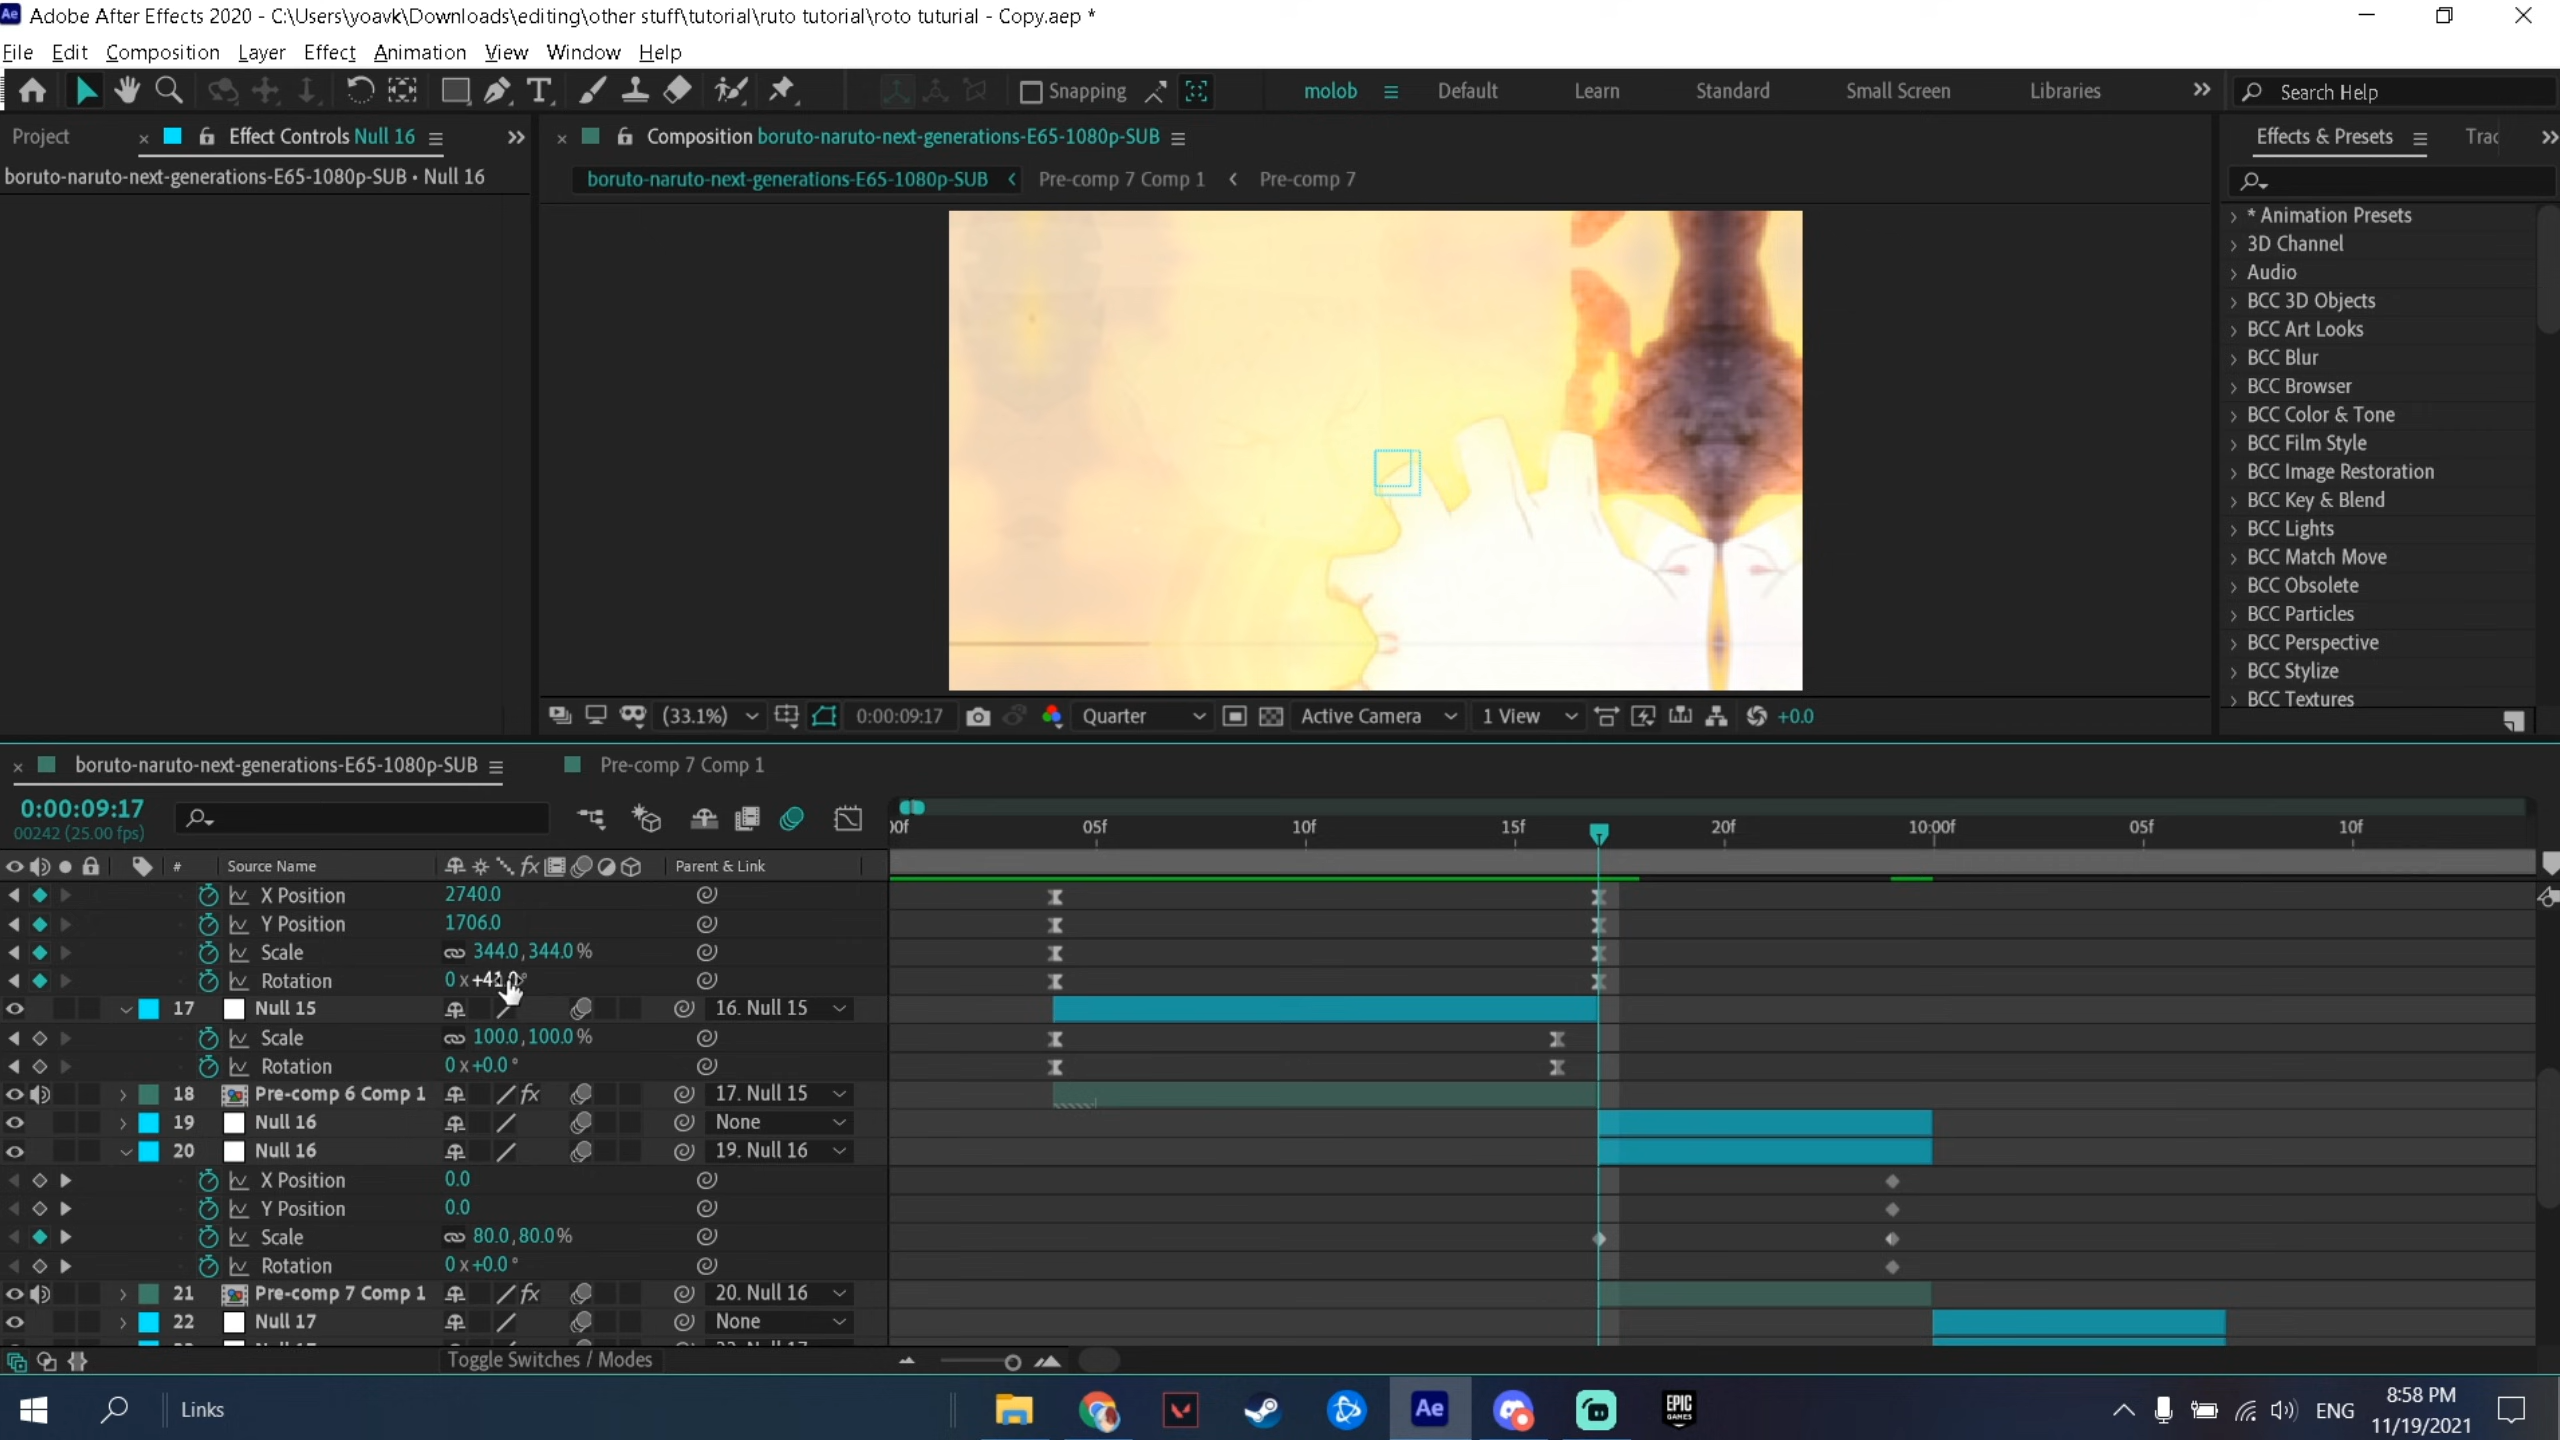 Adobe After Effects 2020 - C:\Users\yoavk\Downloads\editing\other stuff\tutorial\ruto tutorial\roto tuturial - Copy.aep *
File Edit Composition Layer Effect Animation View Window Help
Snapping molob Default Learn Standard Small Screen Libraries Search Help
Project Effect Controls Null 16 Composition boruto-naruto-next-generations-E65-1080p-SUB Effects & Presets
boruto-naruto-next-generations-E65-1080p-SUB • Null 16
boruto-naruto-next-generations-E65-1080p-SUB Pre-comp 7 Comp 1 Pre-comp 7
* Animation Presets
3D Channel
Audio
BCC 3D Objects
BCC Art Looks
BCC Blur
BCC Browser
BCC Color & Tone
BCC Film Style
BCC Image Restoration
BCC Key & Blend
BCC Lights
BCC Match Move
BCC Obsolete
BCC Particles
BCC Perspective
BCC Stylize
BCC Textures
(33.1%) 0:00:09:17 Quarter Active Camera 1 View +0.0
boruto-naruto-next-generations-E65-1080p-SUB Pre-comp 7 Comp 1
0:00:09:17
00242 (25.00 fps)
05f 10f 15f 20f 10:00f 05f 10f
# Source Name fx Parent & Link
X Position 2740.0
Y Position 1706.0
Scale 344.0,344.0%
Rotation 0 x
17 Null 15 16. Null 15
Scale 100.0,100.0%
Rotation 0 x +0.0 °
18 Pre-comp 6 Comp 1 fx 17. Null 15
19 Null 16 None
20 Null 16 19. Null 16
X Position 0.0
Y Position 0.0
Scale 80.0,80.0%
Rotation 0 x +0.0 °
21 Pre-comp 7 Comp 1 fx 20. Null 16
22 Null 17 None
Toggle Switches / Modes
Links Ae EPIC GAMES ENG 8:58 PM
11/19/2021